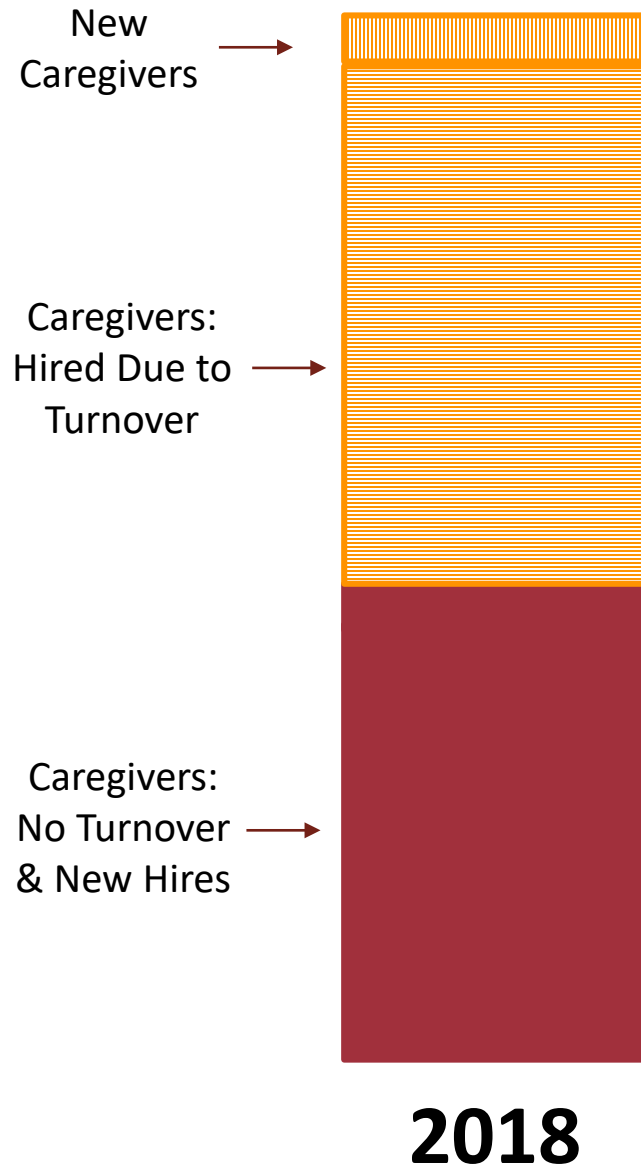 New
Caregivers
Caregivers:
Hired Due to
Turnover
Caregivers:
No Turnover
& New Hires
2018